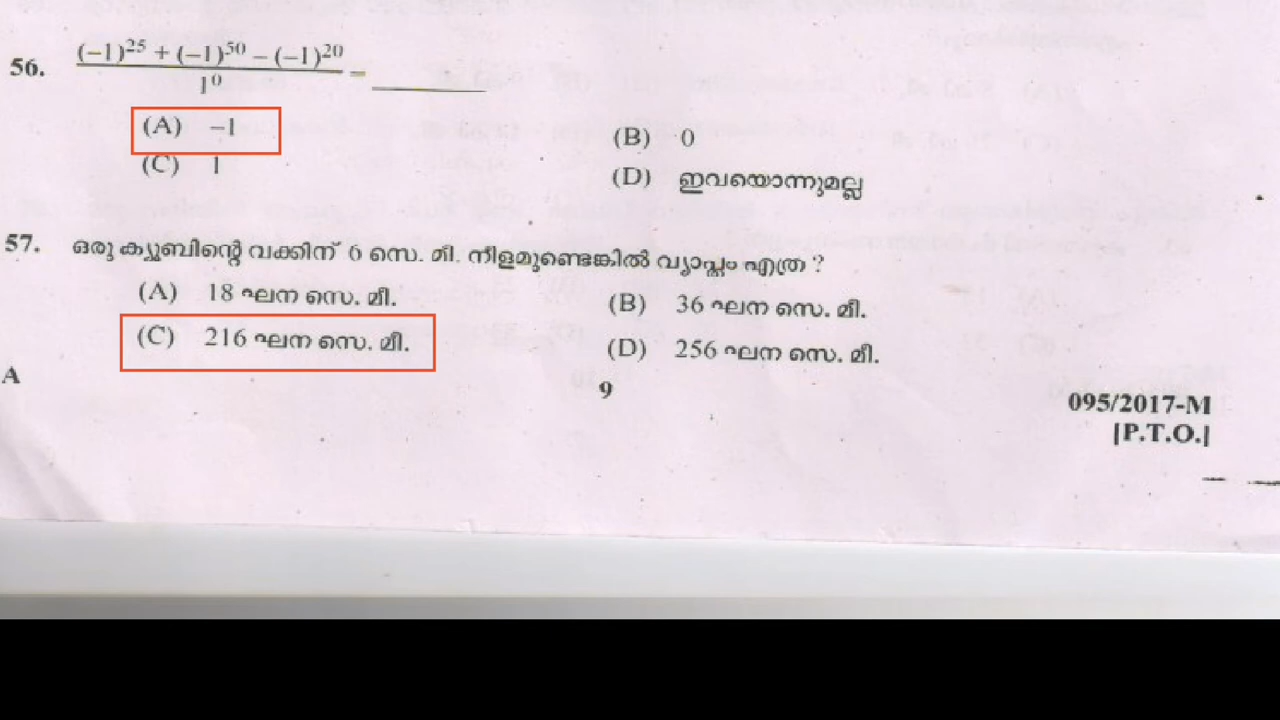 56. (–1)²⁵ + (–1)⁵⁰ – (–1)²⁰
1⁰ = ______
(A) –1
(B) 0
(C) 1
(D) ഇവയൊന്നുമല്ല
57. ഒരു ക്യൂബിന്റെ വക്കിന് 6 സെ. മീ. നീളമുണ്ടെങ്കിൽ വ്യാപ്തം എത്ര ?
(A) 18 ഘന സെ. മീ.
(B) 36 ഘന സെ. മീ.
(C) 216 ഘന സെ. മീ.
(D) 256 ഘന സെ. മീ.
A
9
095/2017-M
[P.T.O.]